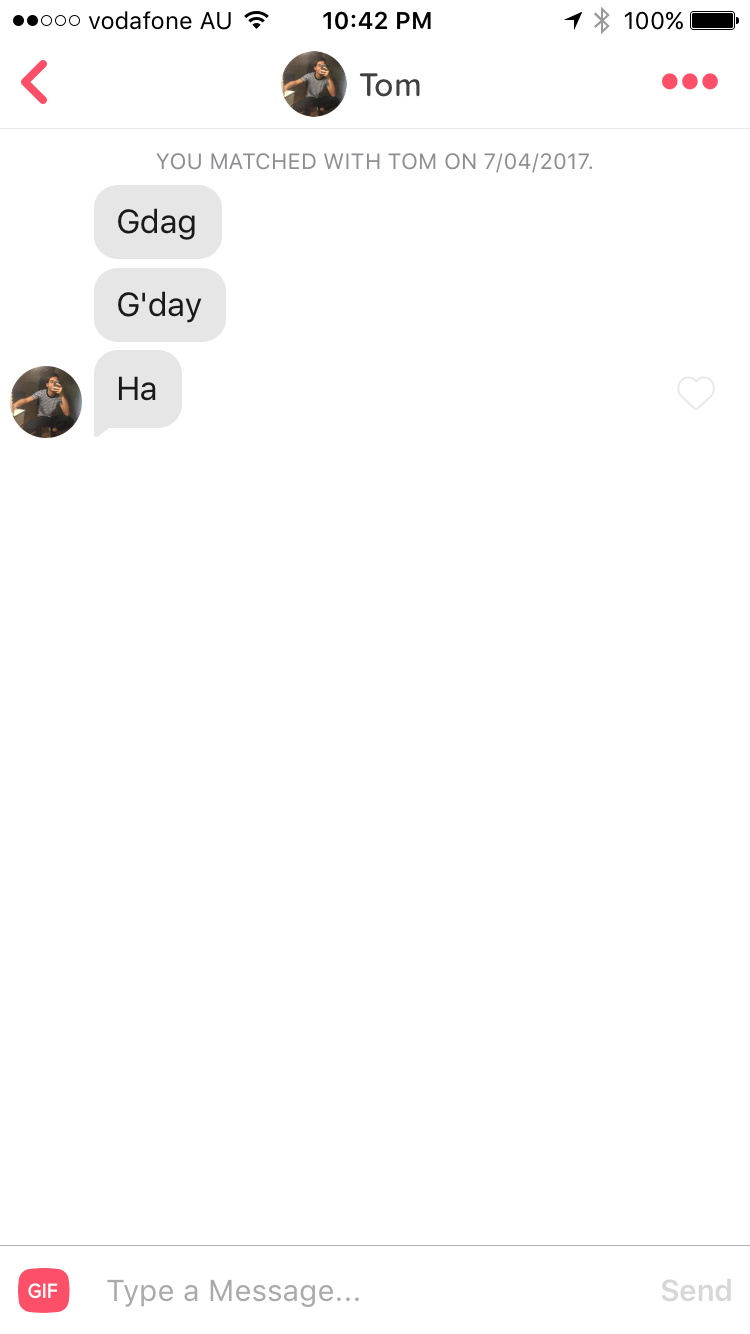 vodafone AU 10:42 PM 100%
Tom
YOU MATCHED WITH TOM ON 7/04/2017.
Gdag
G'day
Ha
GIF Type a Message... Send